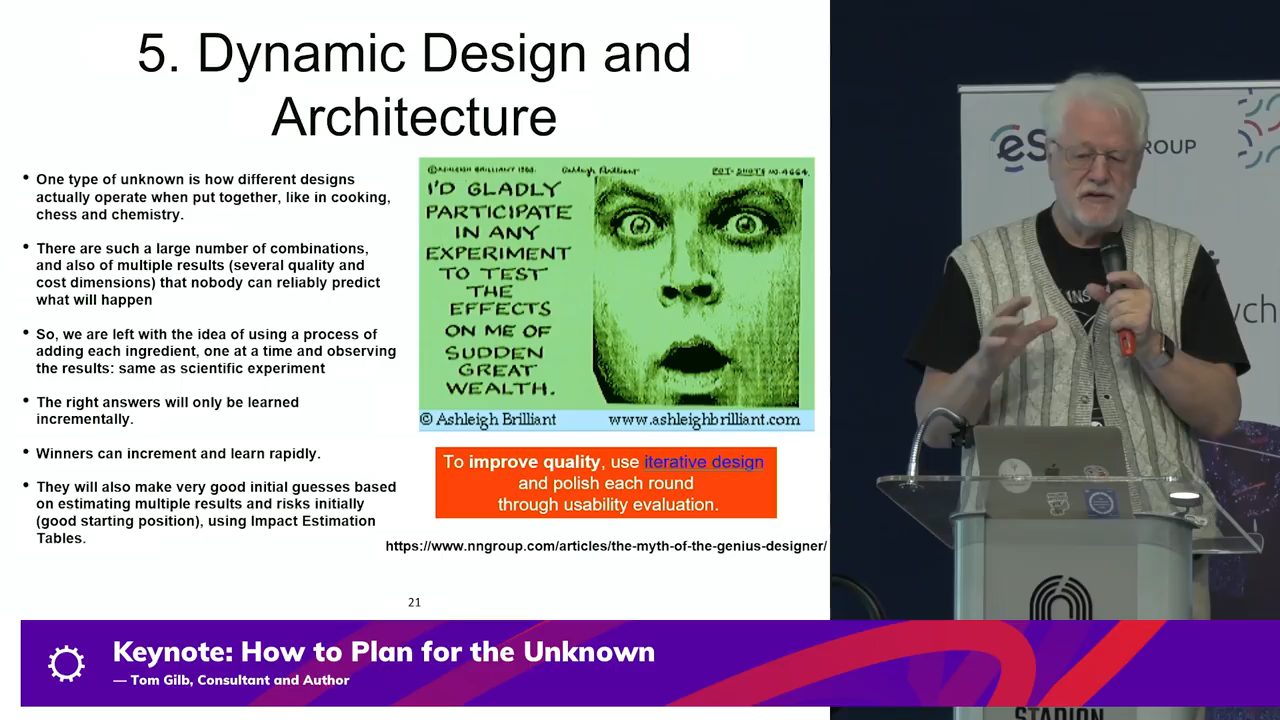 5. Dynamic Design and
Architecture
• One type of unknown is how different designs
actually operate when put together, like in cooking,
chess and chemistry.
• There are such a large number of combinations,
and also of multiple results (several quality and
cost dimensions) that nobody can reliably predict
what will happen
• So, we are left with the idea of using a process of
adding each ingredient, one at a time and observing
the results: same as scientific experiment
• The right answers will only be learned
incrementally.
• Winners can increment and learn rapidly.
• They will also make very good initial guesses based
on estimating multiple results and risks initially
(good starting position), using Impact Estimation
Tables.
© ASHLEIGH BRILLIANT Ashleigh Brilliant POT-SHOTS NO. 4664.
I'D GLADLY
PARTICIPATE
IN ANY
EXPERIMENT
TO TEST
THE
EFFECTS
ON ME OF
SUDDEN
GREAT
WEALTH.
© Ashleigh Brilliant www.ashleighbrilliant.com
To improve quality, use iterative design
and polish each round
through usability evaluation.
https://www.nngroup.com/articles/the-myth-of-the-genius-designer/
21
eS ROUP
ych
STADION
Keynote: How to Plan for the Unknown
— Tom Gilb, Consultant and Author